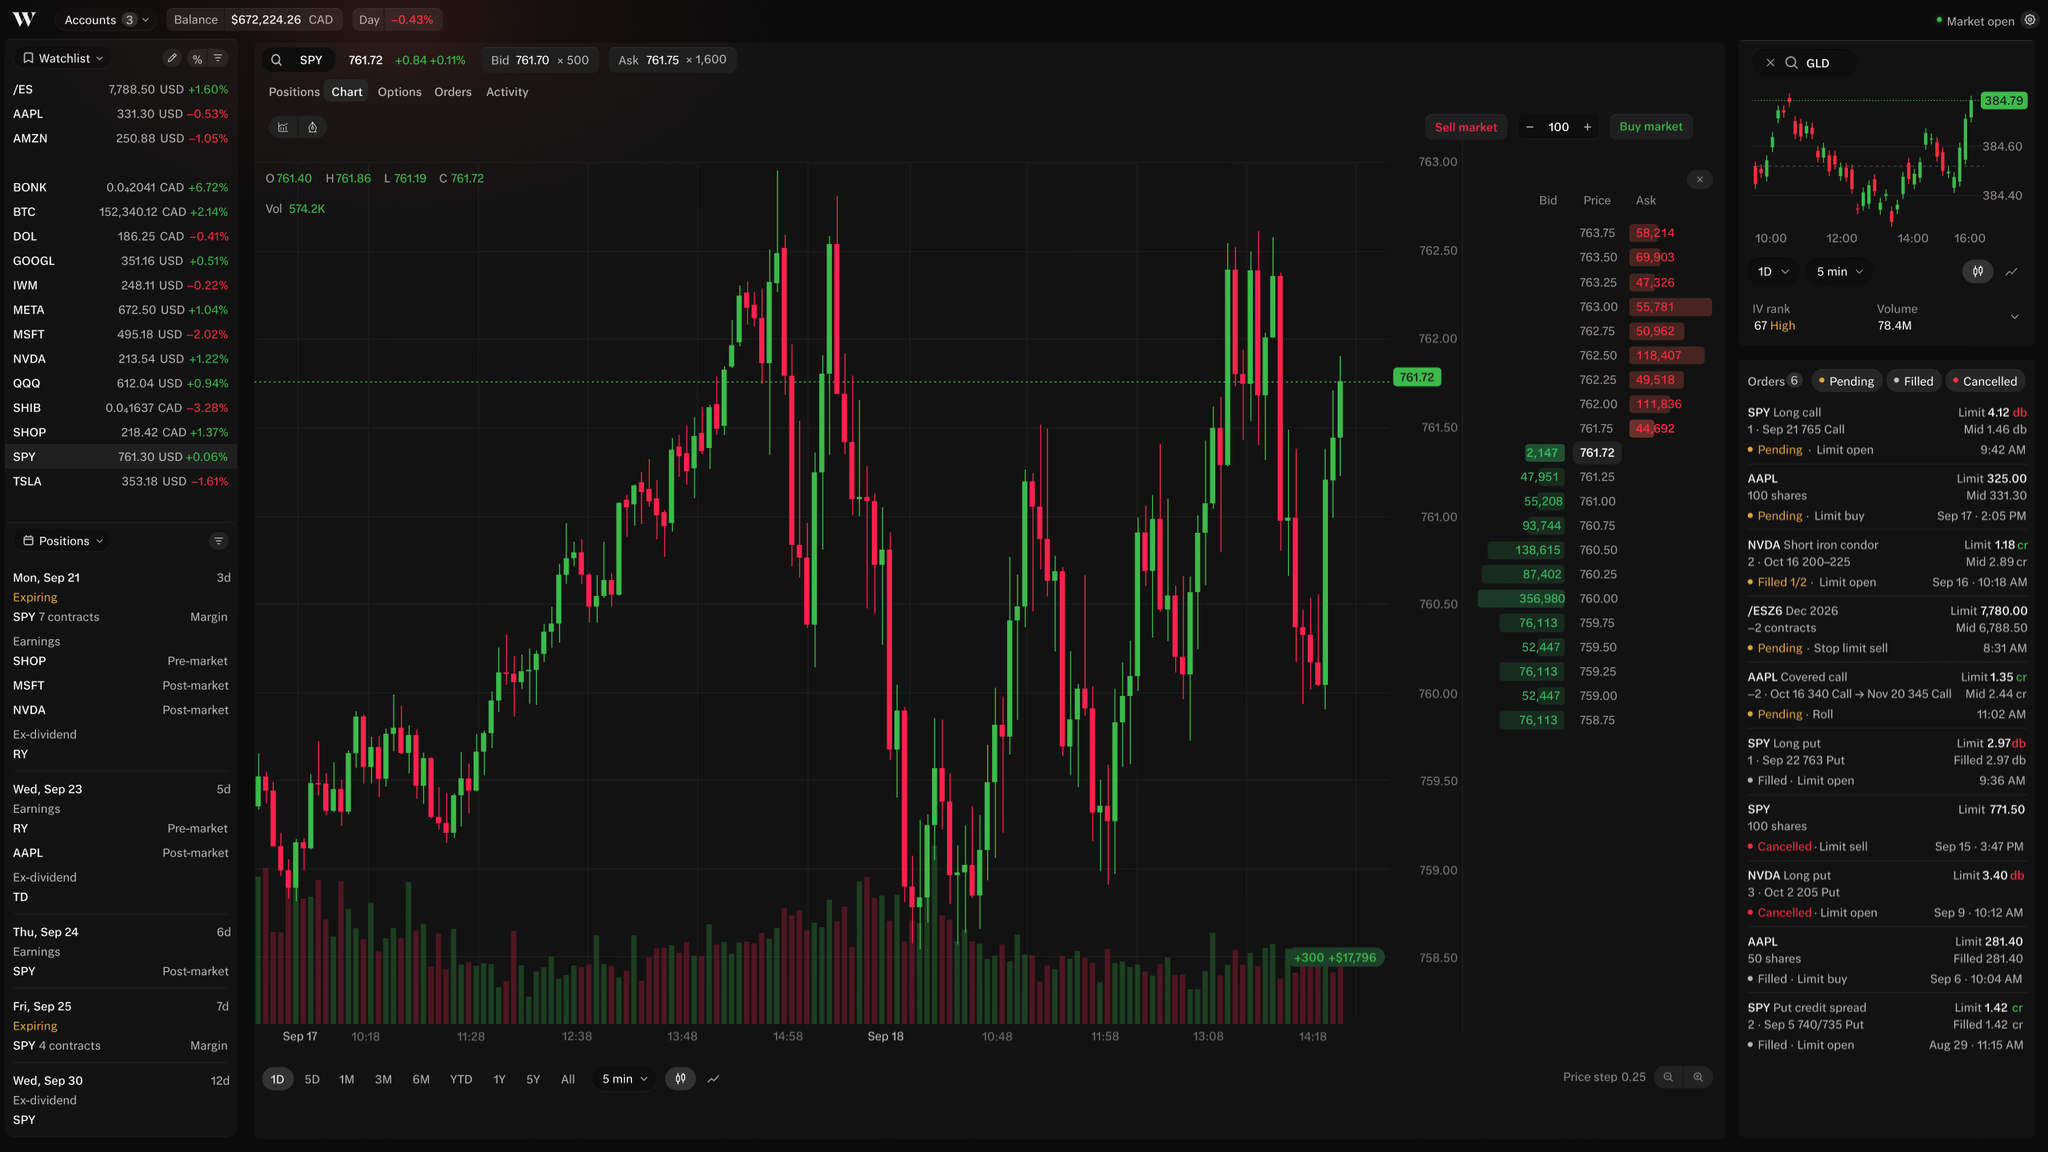 W Accounts 3 Balance $672,224.26 CAD Day −0.43% Market open
Watchlist %
/ES 7,788.50 USD +1.60%
AAPL 331.30 USD −0.53%
AMZN 250.88 USD −1.05%
BONK 0.0₄2041 CAD +6.72%
BTC 152,340.12 CAD +2.14%
DOL 186.25 CAD −0.41%
GOOGL 351.16 USD +0.51%
IWM 248.11 USD −0.22%
META 672.50 USD +1.04%
MSFT 495.18 USD −2.02%
NVDA 213.54 USD +1.22%
QQQ 612.04 USD +0.94%
SHIB 0.0₄1637 CAD −3.28%
SHOP 218.42 CAD +1.37%
SPY 761.30 USD +0.06%
TSLA 353.18 USD −1.61%
Positions
Mon, Sep 21 3d
Expiring
SPY 7 contracts Margin
Earnings
SHOP Pre-market
MSFT Post-market
NVDA Post-market
Ex-dividend
RY
Wed, Sep 23 5d
Earnings
RY Pre-market
AAPL Post-market
Ex-dividend
TD
Thu, Sep 24 6d
Earnings
SPY Post-market
Fri, Sep 25 7d
Expiring
SPY 4 contracts Margin
Wed, Sep 30 12d
Ex-dividend
SPY
SPY 761.72 +0.84 +0.11% Bid 761.70 × 500 Ask 761.75 × 1,600
Positions Chart Options Orders Activity
Sell market − 100 + Buy market
O 761.40 H 761.86 L 761.19 C 761.72
Vol 574.2K
763.00
762.50
762.00
761.72
761.50
761.00
760.50
760.00
759.50
759.00
758.50
+300 +$17,796
Sep 17 10:18 11:28 12:38 13:48 14:58 Sep 18 10:48 11:58 13:08 14:18
1D 5D 1M 3M 6M YTD 1Y 5Y All 5 min
Price step 0.25
Bid Price Ask
763.75 58,214
763.50 69,903
763.25 47,326
763.00 55,781
762.75 50,962
762.50 118,407
762.25 49,518
762.00 111,836
761.75 44,692
2,147 761.72
47,951 761.25
55,208 761.00
93,744 760.75
138,615 760.50
87,402 760.25
356,980 760.00
76,113 759.75
52,447 759.50
76,113 759.25
52,447 759.00
76,113 758.75
GLD
384.79
384.60
384.40
10:00 12:00 14:00 16:00
1D 5 min
IV rank Volume
67 High 78.4M
Orders 6 Pending Filled Cancelled
SPY Long call Limit 4.12 db
1 · Sep 21 765 Call Mid 1.46 db
Pending · Limit open 9:42 AM
AAPL Limit 325.00
100 shares Mid 331.30
Pending · Limit buy Sep 17 · 2:05 PM
NVDA Short iron condor Limit 1.18 cr
2 · Oct 16 200–225 Mid 2.89 cr
Filled 1/2 · Limit open Sep 16 · 10:18 AM
/ESZ6 Dec 2026 Limit 7,780.00
−2 contracts Mid 6,788.50
Pending · Stop limit sell 8:31 AM
AAPL Covered call Limit 1.35 cr
−2 · Oct 16 340 Call → Nov 20 345 Call Mid 2.44 cr
Pending · Roll 11:02 AM
SPY Long put Limit 2.97 db
1 · Sep 22 763 Put Filled 2.97 db
Filled · Limit open 9:36 AM
SPY Limit 771.50
100 shares
Cancelled · Limit sell Sep 15 · 3:47 PM
NVDA Long put Limit 3.40 db
3 · Oct 2 205 Put
Cancelled · Limit open Sep 9 · 10:12 AM
AAPL Limit 281.40
50 shares Filled 281.40
Filled · Limit buy Sep 6 · 10:04 AM
SPY Put credit spread Limit 1.42 cr
2 · Sep 5 740/735 Put Filled 1.42 cr
Filled · Limit open Aug 29 · 11:15 AM